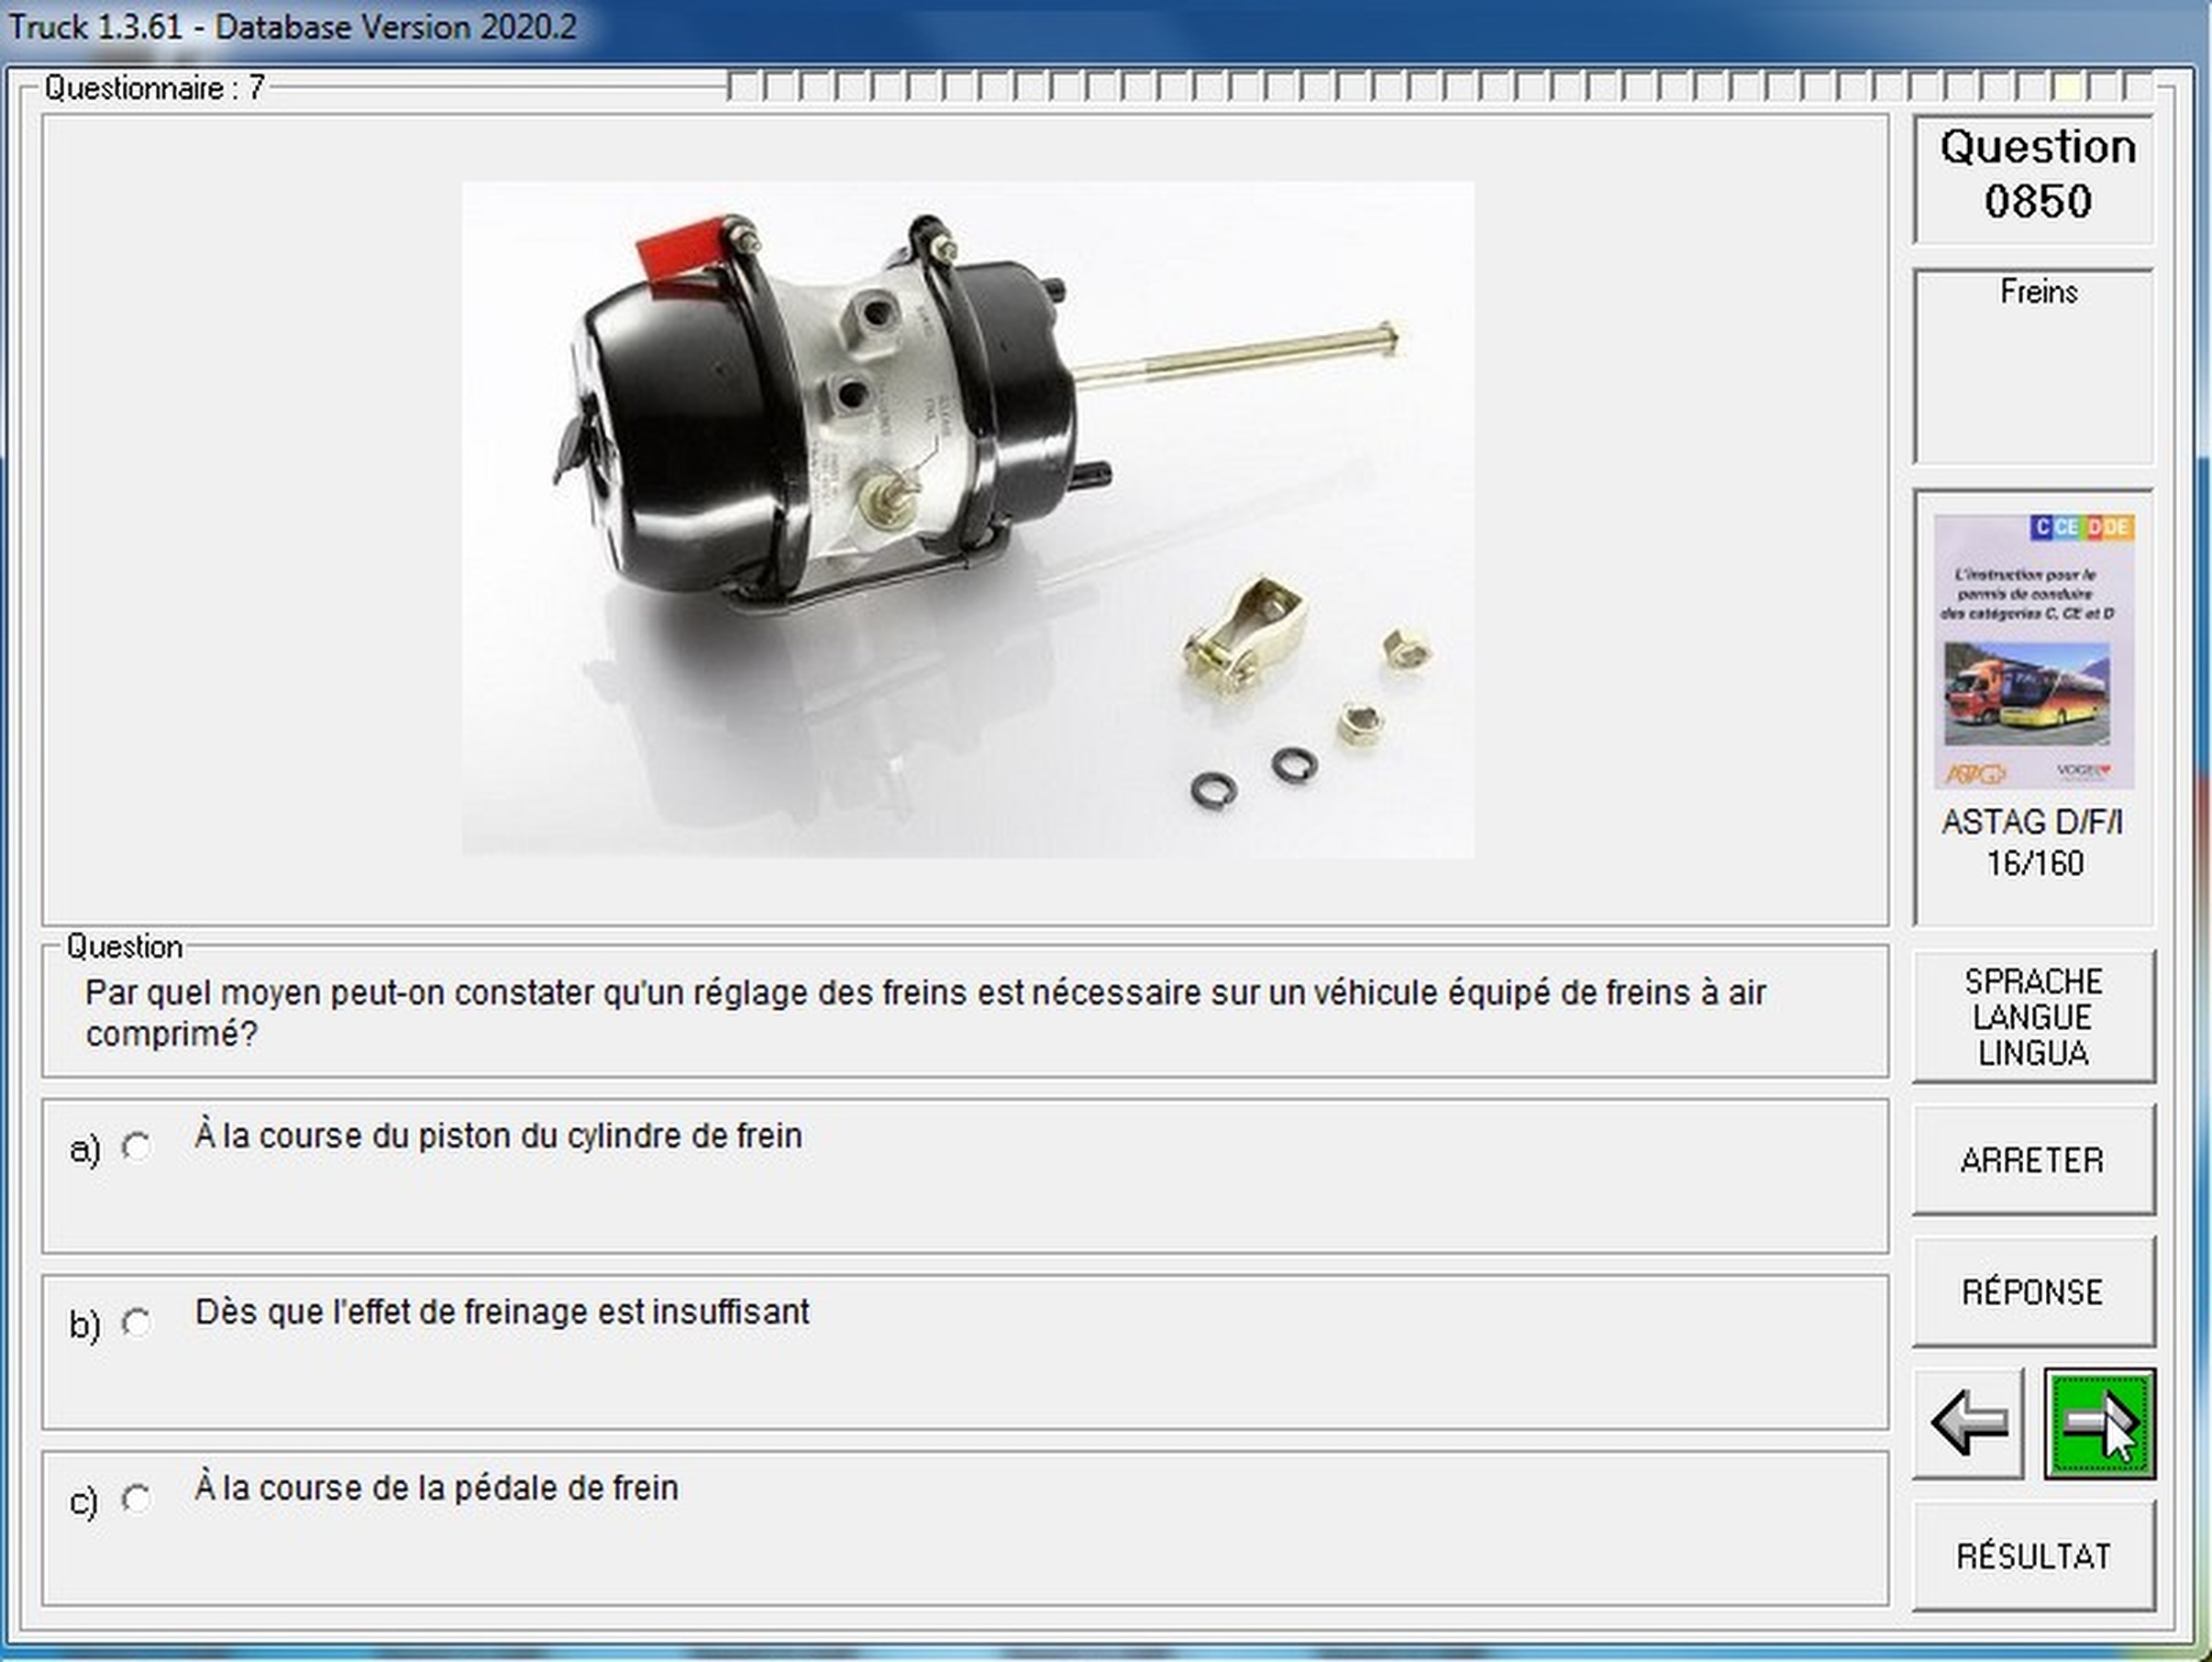 Truck 1.3.61 - Database Version 2020.2
Questionnaire : 7
Question
0850
Freins
C CE D DE
L'instruction pour le
permis de conduire
des catégories C, CE et D
ASTAG
VOGEL
ASTAG D/F/I
16/160
Question
Par quel moyen peut-on constater qu'un réglage des freins est nécessaire sur un véhicule équipé de freins à air
comprimé?
a) À la course du piston du cylindre de frein
b) Dès que l'effet de freinage est insuffisant
c) À la course de la pédale de frein
SPRACHE
LANGUE
LINGUA
ARRETER
RÉPONSE
RÉSULTAT